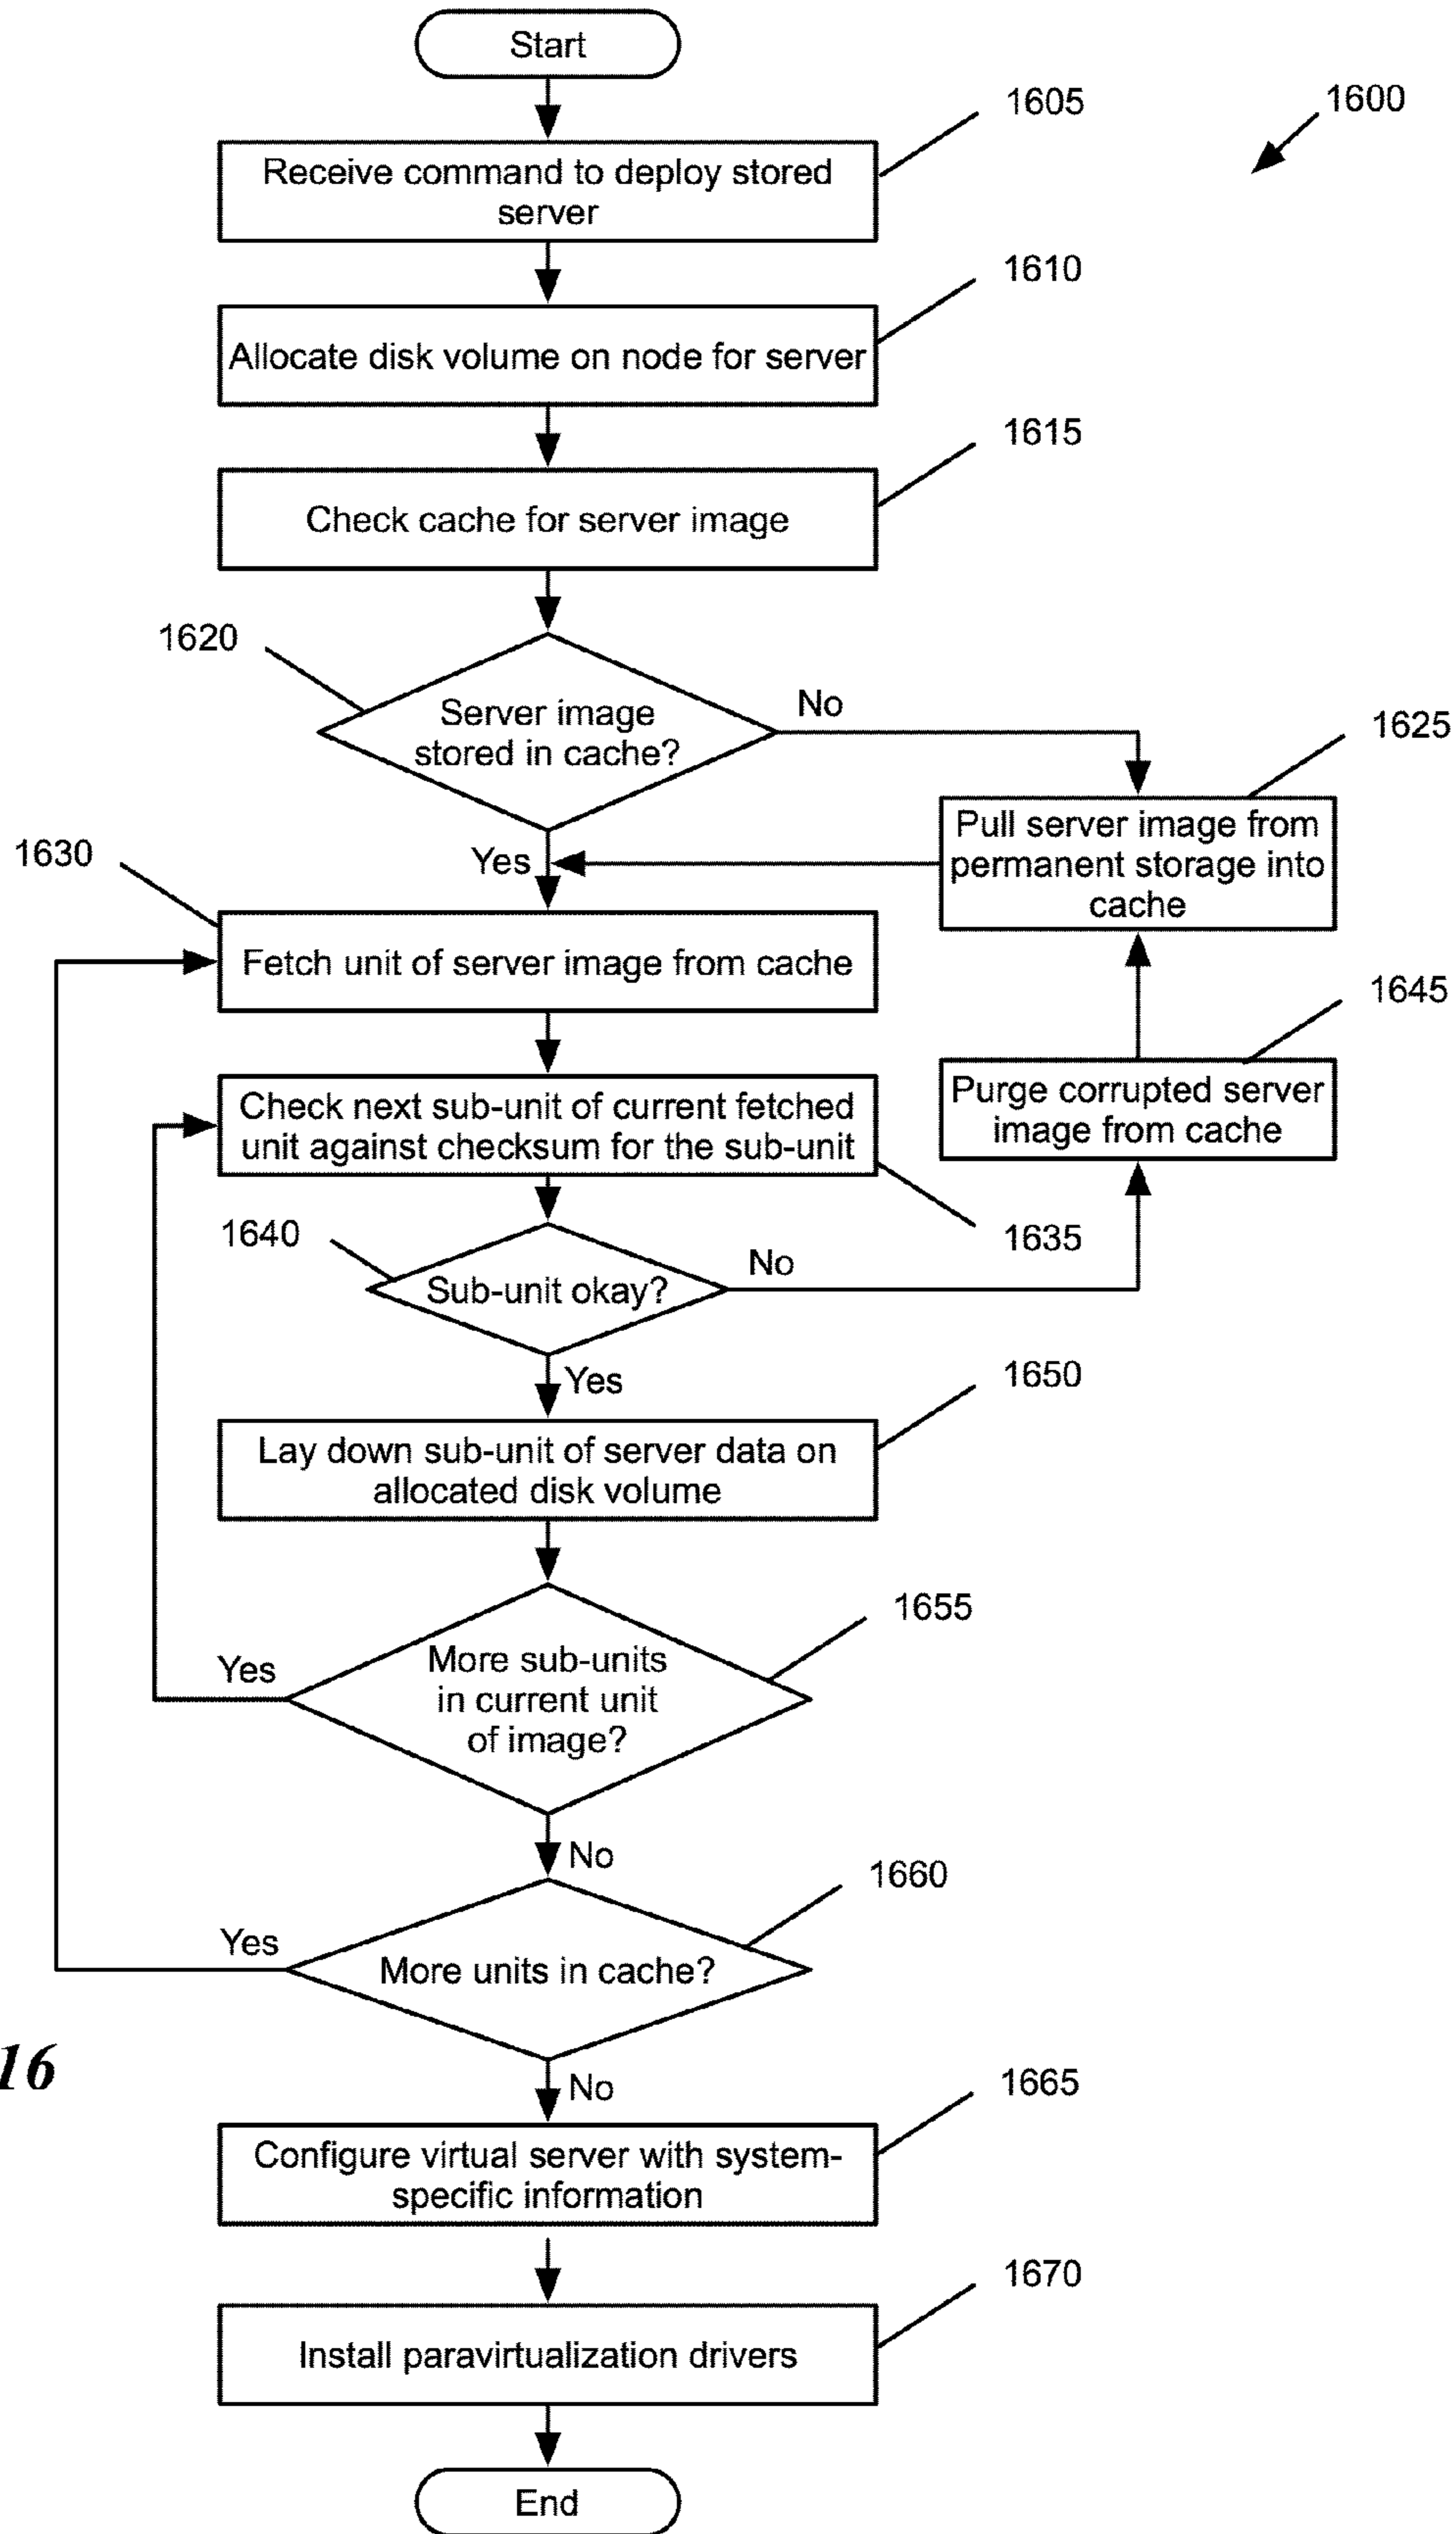 Start
1605
1600
Receive command to deploy stored
server
1610
Allocate disk volume on node for server
1615
Check cache for server image
1620
Server image
stored in cache?
No
1625
Pull server image from
permanent storage into
cache
Yes
1630
Fetch unit of server image from cache
1645
Purge corrupted server
image from cache
Check next sub-unit of current fetched
unit against checksum for the sub-unit
1635
1640
Sub-unit okay?
No
Yes
1650
Lay down sub-unit of server data on
allocated disk volume
1655
More sub-units
in current unit
of image?
Yes
No
1660
More units in cache?
Yes
16
No
1665
Configure virtual server with system-
specific information
1670
Install paravirtualization drivers
End